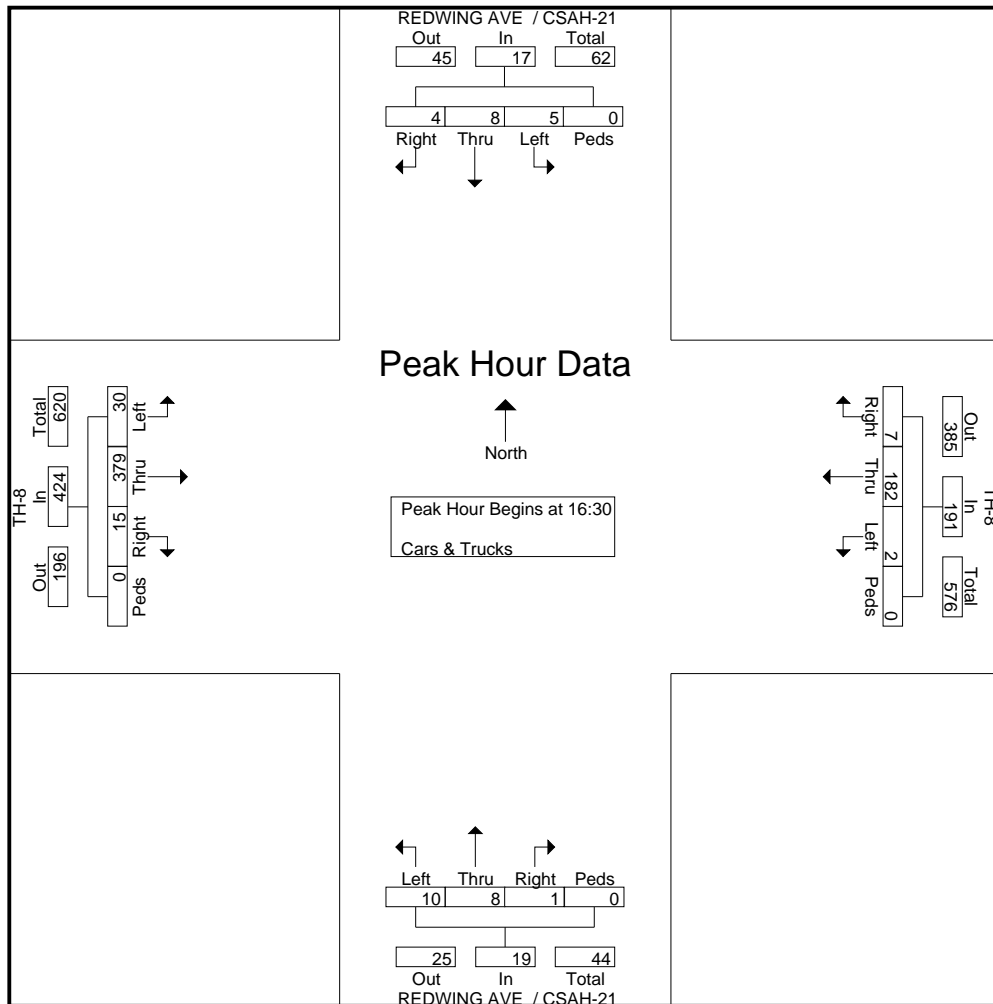 REDWING AVE / CSAH-21
Out In Total
45 17 62
4 8 5 0
Right Thru Left Peds
Peak Hour Data
North
Peak Hour Begins at 16:30
Cars & Trucks
TH-8
Out In Total
196 424 620
30 379 15 0
Left Thru Right Peds
TH-8
Out In Total
385 191 576
7 182 2 0
Right Thru Left Peds
Left Thru Right Peds
10 8 1 0
25 19 44
Out In Total
REDWING AVE / CSAH-21